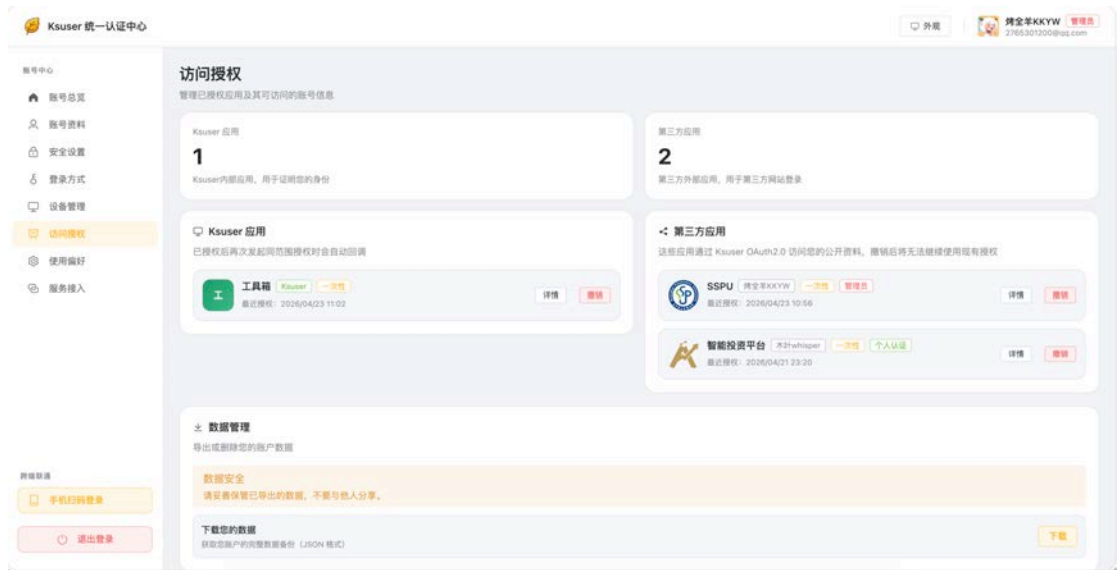 Ksuser 统一认证中心
外观
烤全羊KKYW 管理员
2765301200@qq.com
账号中心
账号总览
账号资料
安全设置
登录方式
设备管理
访问授权
使用偏好
服务接入
跨端联通
手机扫码登录
退出登录
访问授权
管理已授权应用及其可访问的账号信息
Ksuser 应用
1
Ksuser内部应用，用于证明您的身份
第三方应用
2
第三方外部应用，用于第三方网站登录
Ksuser 应用
已授权后再次发起同范围授权时会自动回调
工
工具箱 Ksuser 一次性
最近授权：2026/04/23 11:02
详情 撤销
第三方应用
这些应用通过 Ksuser OAuth2.0 访问您的公开资料，撤销后将无法继续使用现有授权
SSPU 烤全羊KKYW 一次性 管理员
最近授权：2026/04/23 10:56
详情 撤销
智能投资平台 木叶whisper 一次性 个人认证
最近授权：2026/04/21 23:20
详情 撤销
数据管理
导出或删除您的账户数据
数据安全
请妥善保管已导出的数据，不要与他人分享。
下载您的数据
获取您账户的完整数据备份（JSON 格式）
下载